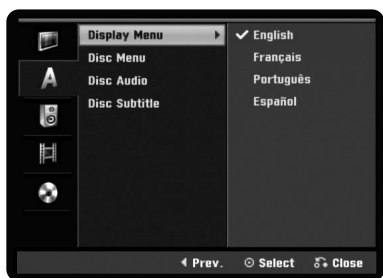 Display Menu
Disc Menu
Disc Audio
Disc Subtitle
English
Français
Português
Español
A
Prev.
Select
Close